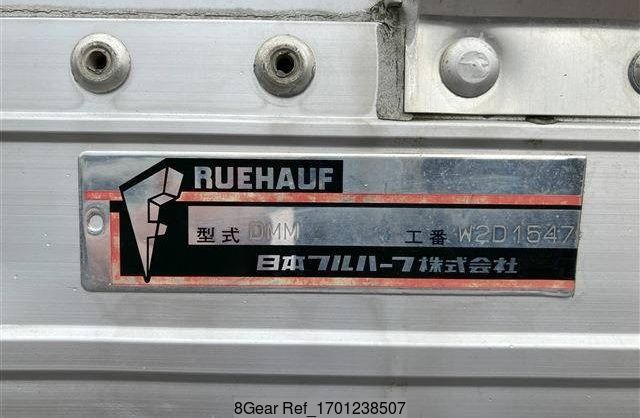 FRUEHAUF
型式 DMM 工番 W2D1547
日本フルハーフ株式会社
8Gear Ref_1701238507